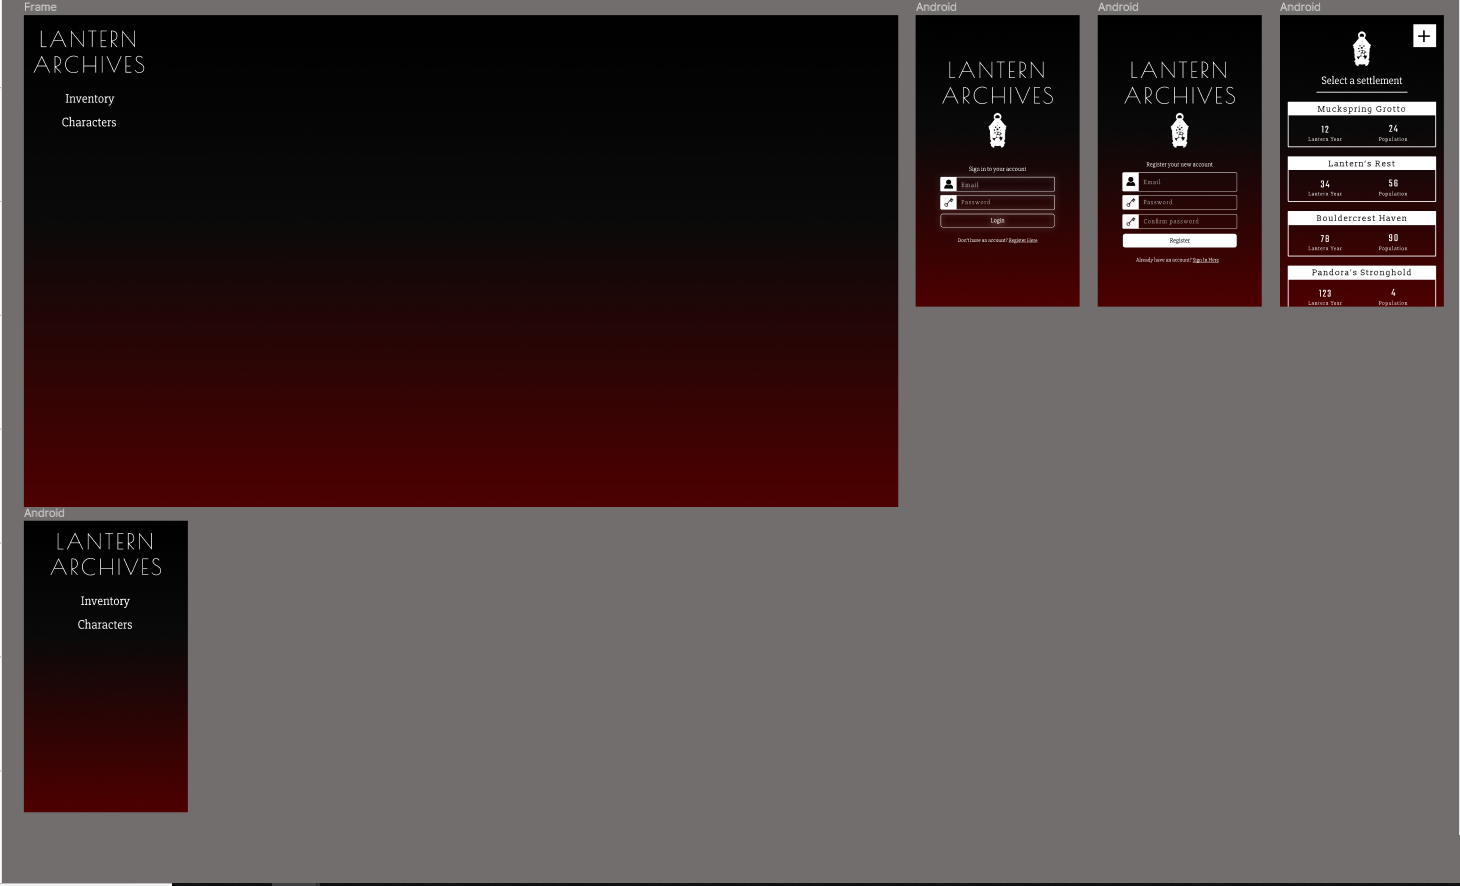 Frame
LANTERN
ARCHIVES
Inventory
Characters
Android
LANTERN
ARCHIVES
Sign in to your account
Email
Password
Login
Don't have an account? Register Here
Android
LANTERN
ARCHIVES
Register your new account
Email
Password
Confirm password
Register
Already have an account? Sign In Here
Android
+
Select a settlement
Muckspring Grotto
12 24
Lantern Year Population
Lantern's Rest
34 56
Lantern Year Population
Bouldercrest Haven
78 90
Lantern Year Population
Pandora's Stronghold
123 4
Lantern Year Population
Android
LANTERN
ARCHIVES
Inventory
Characters